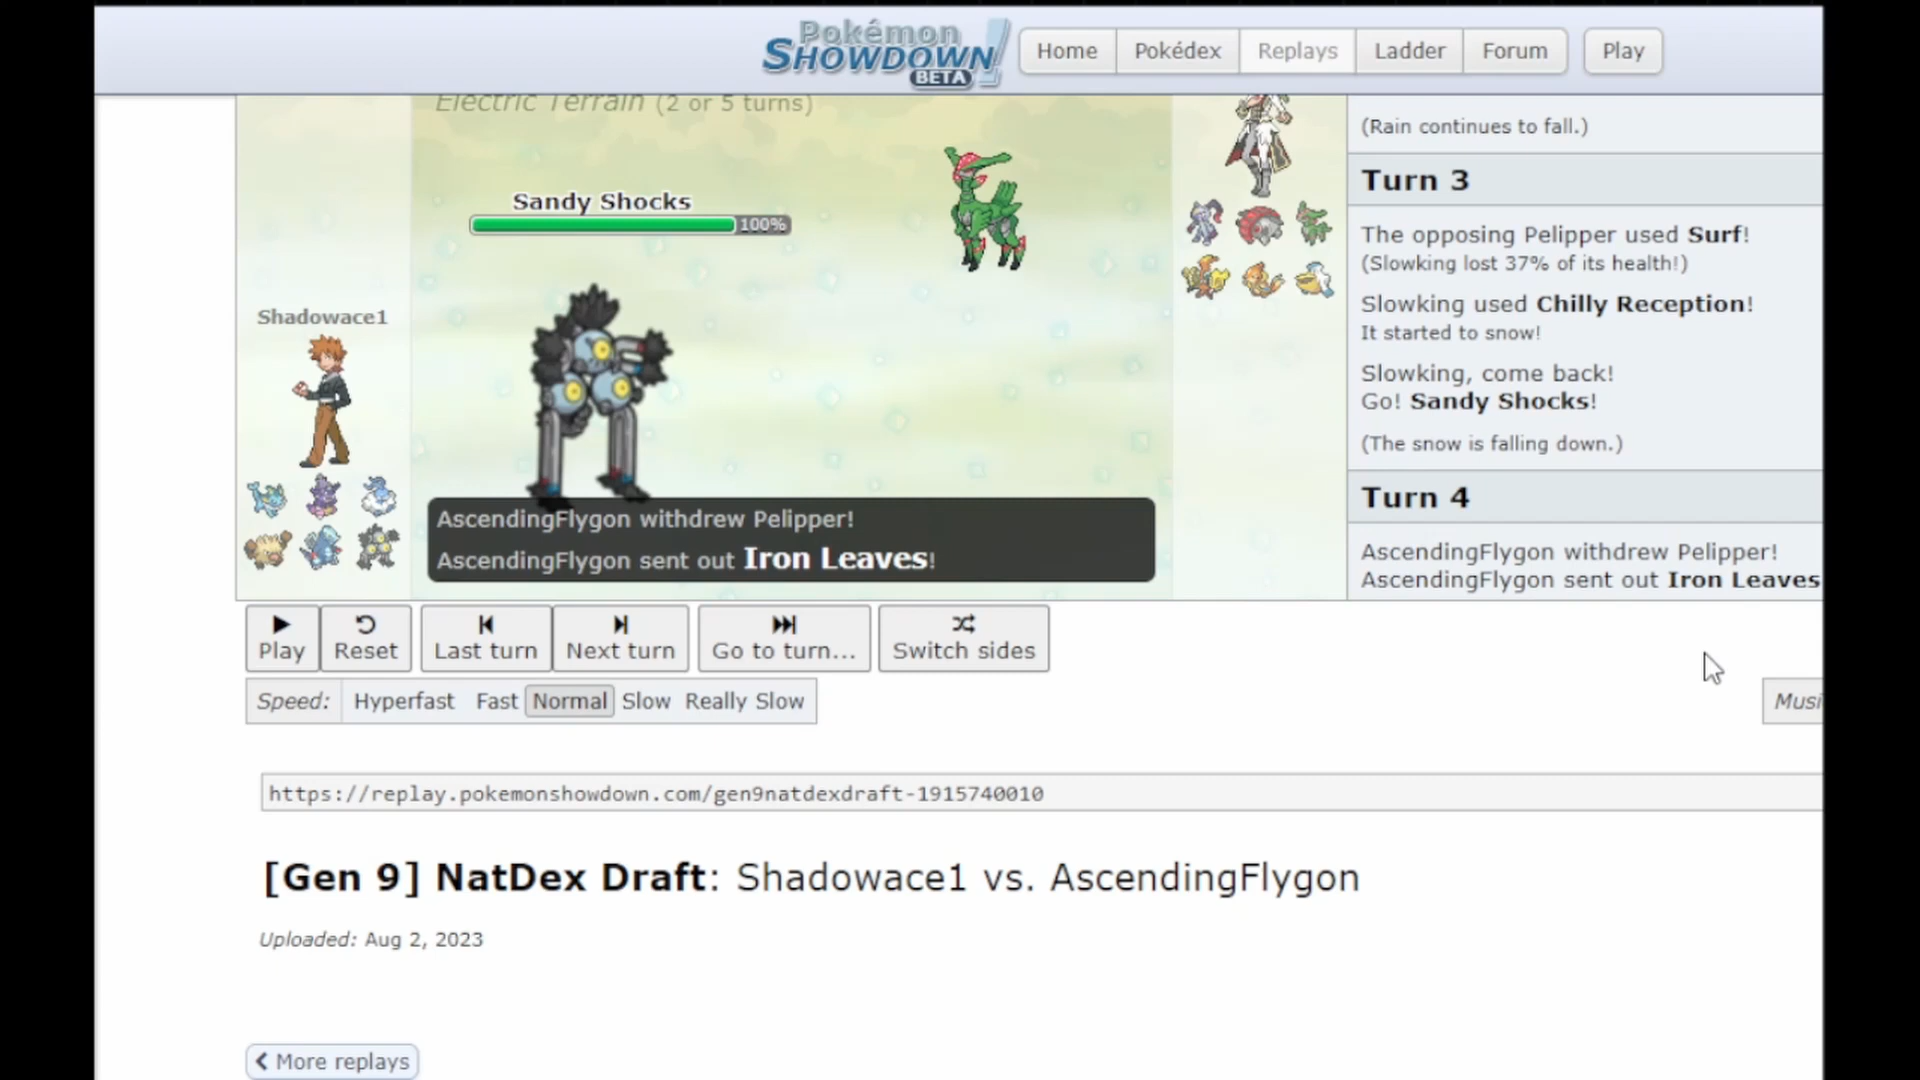 Pokémon
SHOWDOWN!
BETA
Home
Pokédex
Replays
Ladder
Forum
Play
Electric Terrain (2 or 5 turns)
Sandy Shocks
100%
Shadowace1
AscendingFlygon withdrew Pelipper!
AscendingFlygon sent out Iron Leaves!
(Rain continues to fall.)
Turn 3
The opposing Pelipper used Surf!
(Slowking lost 37% of its health!)
Slowking used Chilly Reception!
It started to snow!
Slowking, come back!
Go! Sandy Shocks!
(The snow is falling down.)
Turn 4
AscendingFlygon withdrew Pelipper!
AscendingFlygon sent out Iron Leaves
Play
Reset
Last turn
Next turn
Go to turn...
Switch sides
Speed:
Hyperfast
Fast
Normal
Slow
Really Slow
Musi
https://replay.pokemonshowdown.com/gen9natdexdraft-1915740010
[Gen 9] NatDex Draft: Shadowace1 vs. AscendingFlygon
Uploaded: Aug 2, 2023
More replays